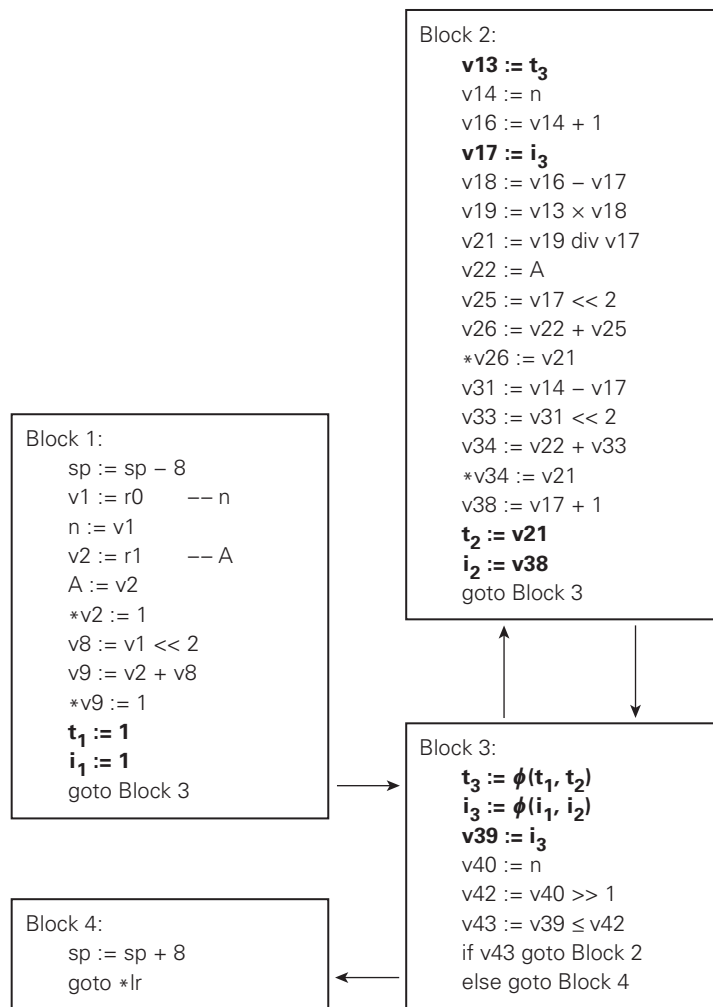 Block 1:
sp := sp – 8
v1 := r0 –– n
n := v1
v2 := r1 –– A
A := v2
*v2 := 1
v8 := v1 << 2
v9 := v2 + v8
*v9 := 1
t₁ := 1
i₁ := 1
goto Block 3
Block 2:
v13 := t₃
v14 := n
v16 := v14 + 1
v17 := i₃
v18 := v16 – v17
v19 := v13 × v18
v21 := v19 div v17
v22 := A
v25 := v17 << 2
v26 := v22 + v25
*v26 := v21
v31 := v14 – v17
v33 := v31 << 2
v34 := v22 + v33
*v34 := v21
v38 := v17 + 1
t₂ := v21
i₂ := v38
goto Block 3
Block 3:
t₃ := ϕ(t₁, t₂)
i₃ := ϕ(i₁, i₂)
v39 := i₃
v40 := n
v42 := v40 >> 1
v43 := v39 ≤ v42
if v43 goto Block 2
else goto Block 4
Block 4:
sp := sp + 8
goto *lr